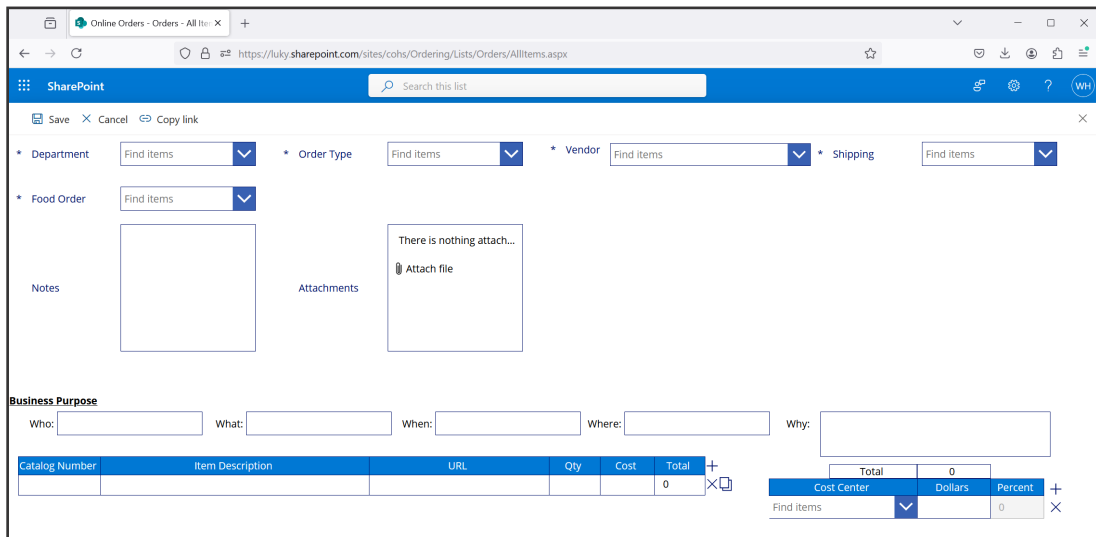 Online Orders - Orders - All Ite
https://luky.sharepoint.com/sites/cohs/Ordering/Lists/Orders/AllItems.aspx
SharePoint Search this list ? WH
Save Cancel Copy link
* Department Find items * Order Type Find items * Vendor Find items * Shipping Find items
* Food Order Find items
There is nothing attach...
Attach file
Notes Attachments
Business Purpose
Who: What: When: Where: Why:
Catalog Number Item Description URL Qty Cost Total
0
Total 0
Cost Center Dollars Percent
Find items 0